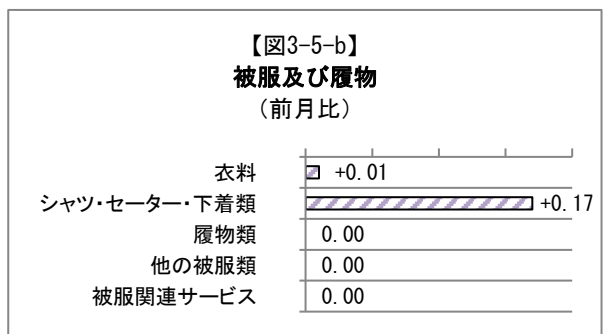 【図3-5-b】
被服及び履物
（前月比）
衣料 +0.01
シャツ・セーター・下着類 +0.17
履物類 0.00
他の被服類 0.00
被服関連サービス 0.00